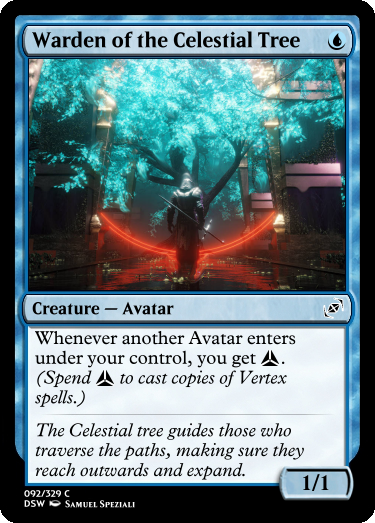 Warden of the Celestial Tree
Creature — Avatar
Whenever another Avatar enters
under your control, you get .
(Spend  to cast copies of Vertex
spells.)
The Celestial tree guides those who
traverse the paths, making sure they
reach outwards and expand.
1/1
092/329 C
DSW Samuel Speziali